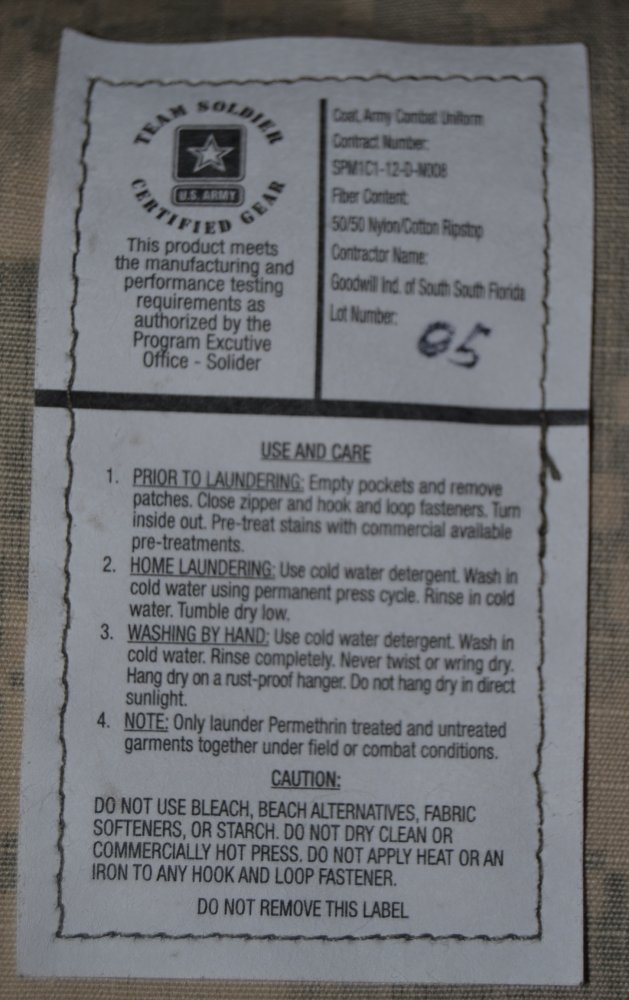 TEAM SOLDIER
U.S. ARMY
CERTIFIED GEAR
This product meets
the manufacturing and
performance testing
requirements as
authorized by the
Program Excutive
Office - Solider
Coat, Army Combat Uniform
Contract Number:
SPM1C1-12-D-N008
Fiber Content:
50/50 Nylon/Cotton Ripstop
Contractor Name:
Goodwill Ind. of South South Florida
Lot Number:
05
USE AND CARE
1. PRIOR TO LAUNDERING: Empty pockets and remove
patches. Close zipper and hook and loop fasteners. Turn
inside out. Pre-treat stains with commercial available
pre-treatments.
2. HOME LAUNDERING: Use cold water detergent. Wash in
cold water using permanent press cycle. Rinse in cold
water. Tumble dry low.
3. WASHING BY HAND: Use cold water detergent. Wash in
cold water. Rinse completely. Never twist or wring dry.
Hang dry on a rust-proof hanger. Do not hang dry in direct
sunlight.
4. NOTE: Only launder Permethrin treated and untreated
garments together under field or combat conditions.
CAUTION:
DO NOT USE BLEACH, BEACH ALTERNATIVES, FABRIC
SOFTENERS, OR STARCH. DO NOT DRY CLEAN OR
COMMERCIALLY HOT PRESS. DO NOT APPLY HEAT OR AN
IRON TO ANY HOOK AND LOOP FASTENER.
DO NOT REMOVE THIS LABEL